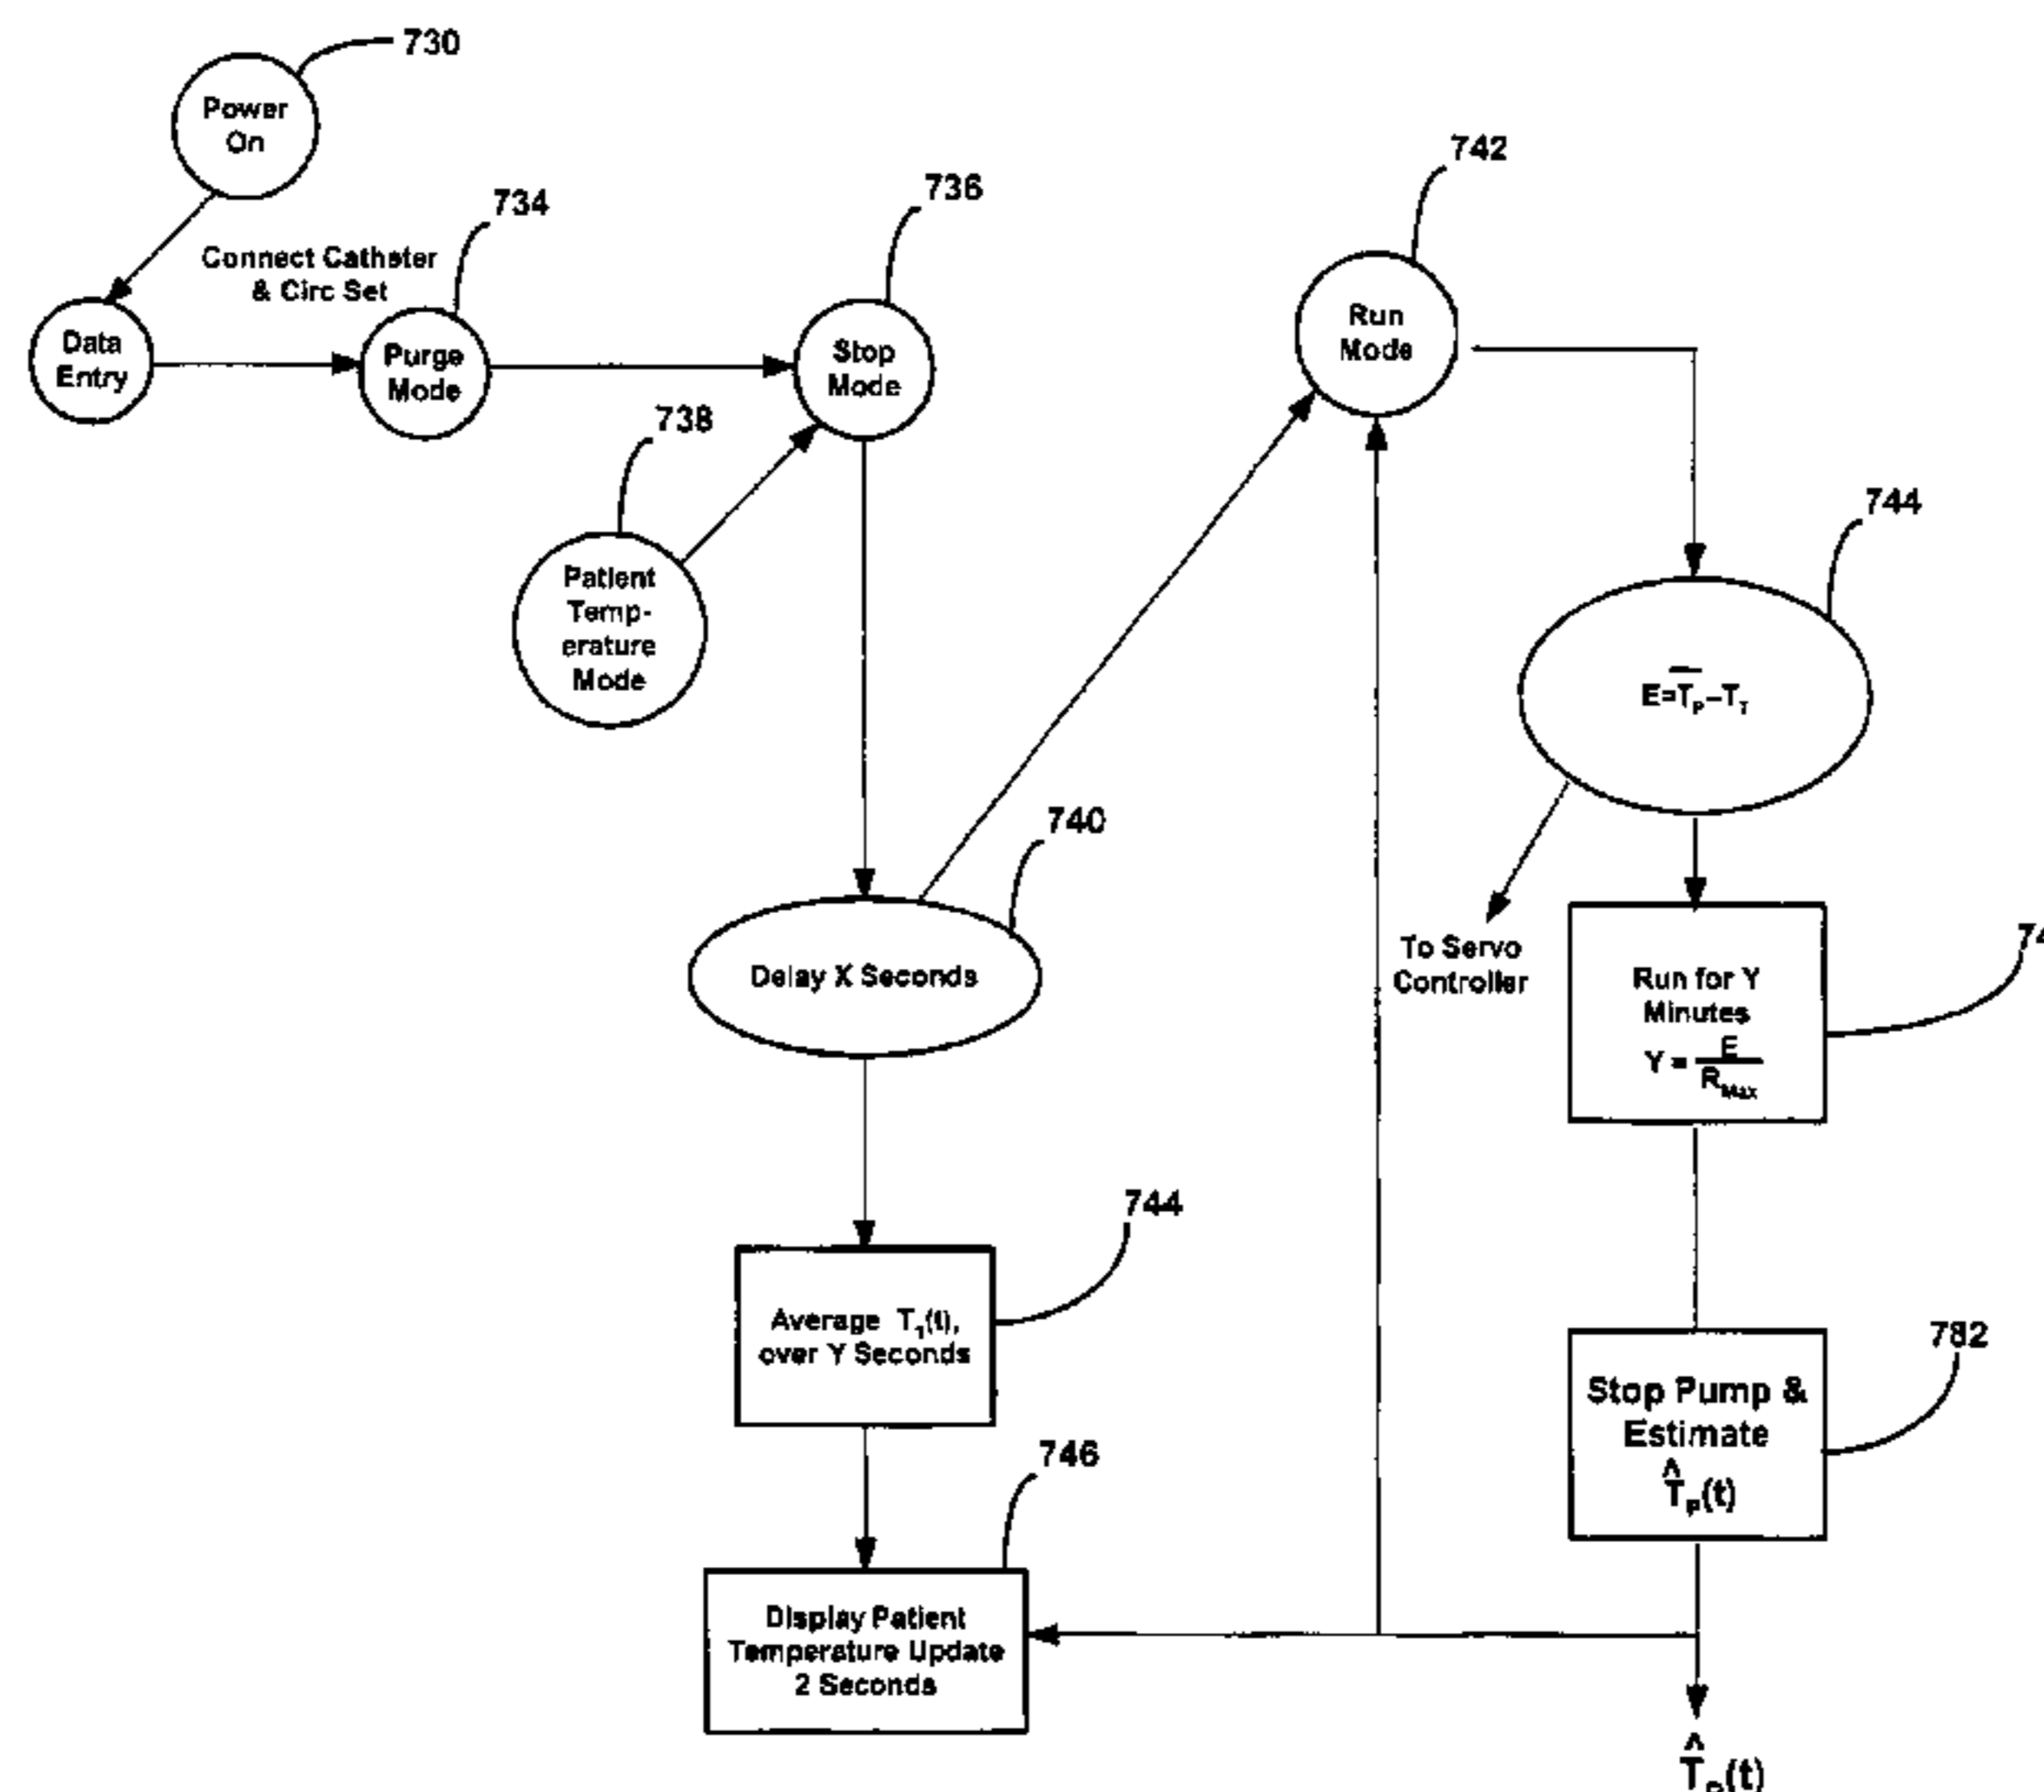 730
Power
On
734
736
742
Connect Catheter
& Circ Set
Data
Entry
Purge
Mode
Stop
Mode
Run
Mode
738
Patient
Temp-
erature
Mode
744
E=T̅ₚ–T_T
740
Delay X Seconds
To Servo
Controller
Run for Y
Minutes
Y = E / R_Max
744
Average T₁(t),
over Y Seconds
782
Stop Pump &
Estimate
T̂ₚ(t)
746
Display Patient
Temperature Update
2 Seconds
T̂ₚ(t)